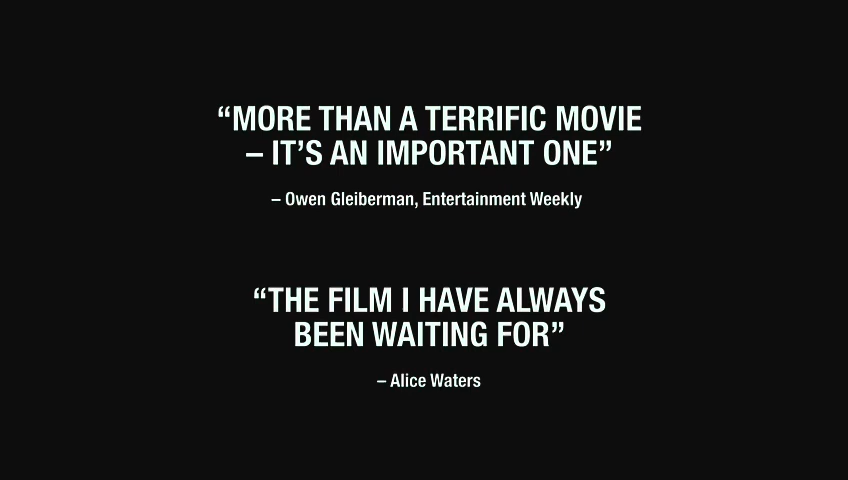 “MORE THAN A TERRIFIC MOVIE
– IT’S AN IMPORTANT ONE”
– Owen Gleiberman, Entertainment Weekly
“THE FILM I HAVE ALWAYS
BEEN WAITING FOR”
– Alice Waters